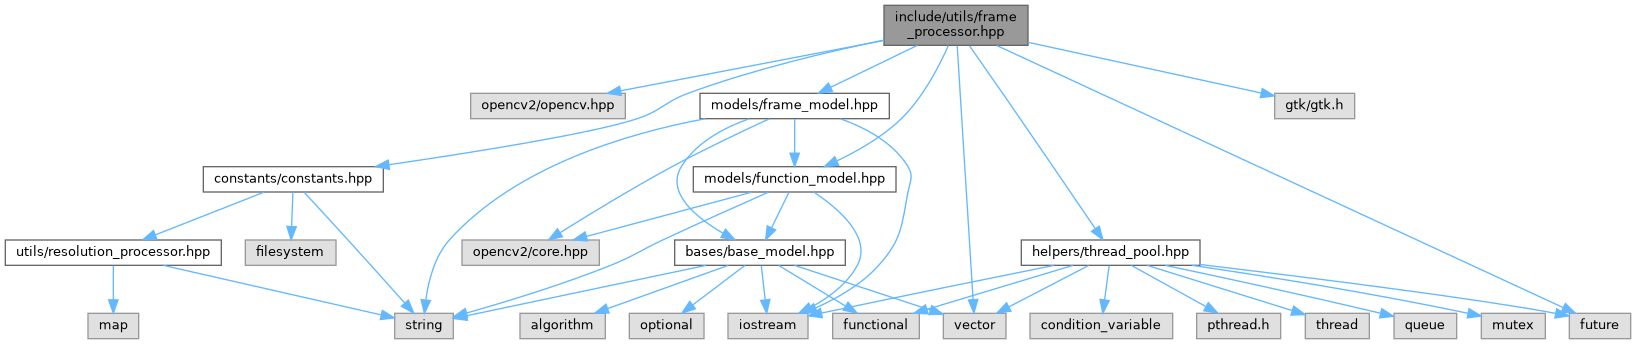 include/utils/frame
_processor.hpp
opencv2/opencv.hpp
models/frame_model.hpp
gtk/gtk.h
constants/constants.hpp
models/function_model.hpp
utils/resolution_processor.hpp
filesystem
opencv2/core.hpp
bases/base_model.hpp
helpers/thread_pool.hpp
map
string
algorithm
optional
iostream
functional
vector
condition_variable
pthread.h
thread
queue
mutex
future